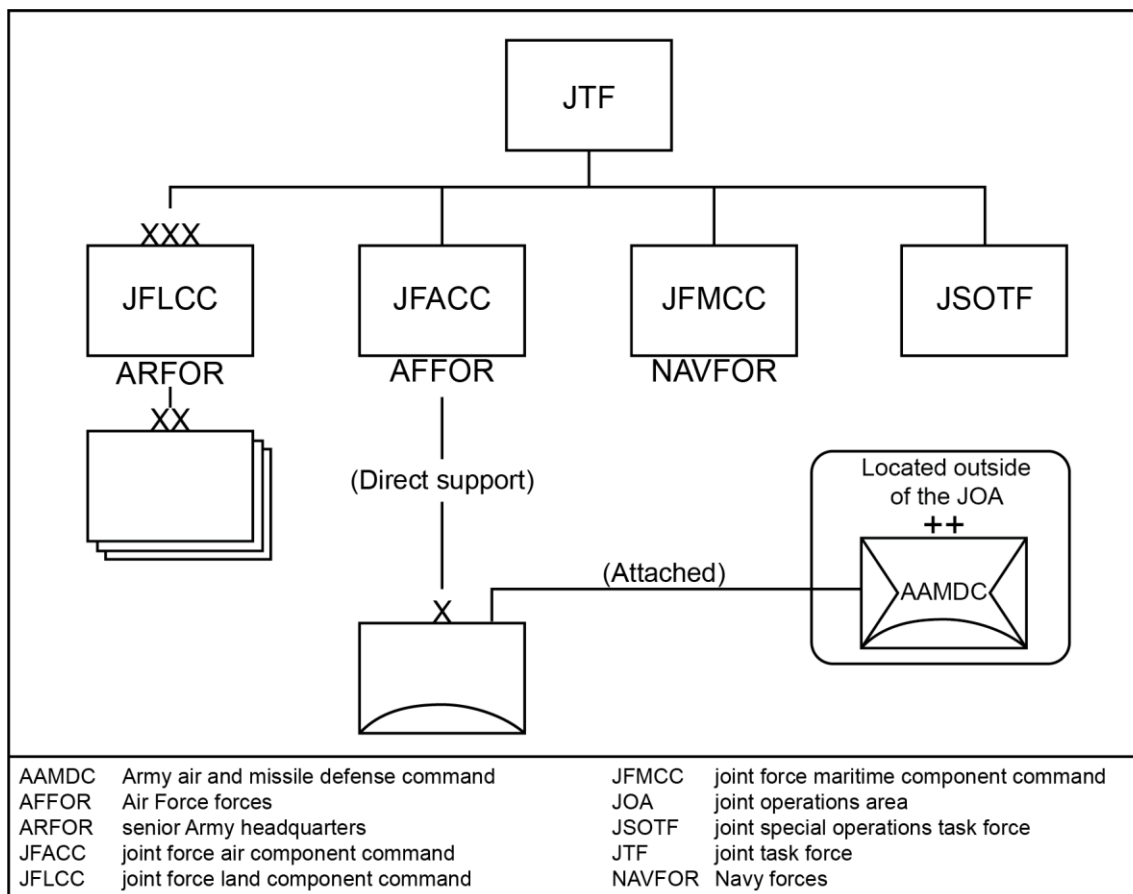 JTF
XXX
JFLCC
JFACC
JFMCC
JSOTF
ARFOR
AFFOR
NAVFOR
XX
(Direct support)
Located outside
of the JOA
++
(Attached)
AAMDC
X
AAMDC Army air and missile defense command
AFFOR Air Force forces
ARFOR senior Army headquarters
JFACC joint force air component command
JFLCC joint force land component command
JFMCC joint force maritime component command
JOA joint operations area
JSOTF joint special operations task force
JTF joint task force
NAVFOR Navy forces